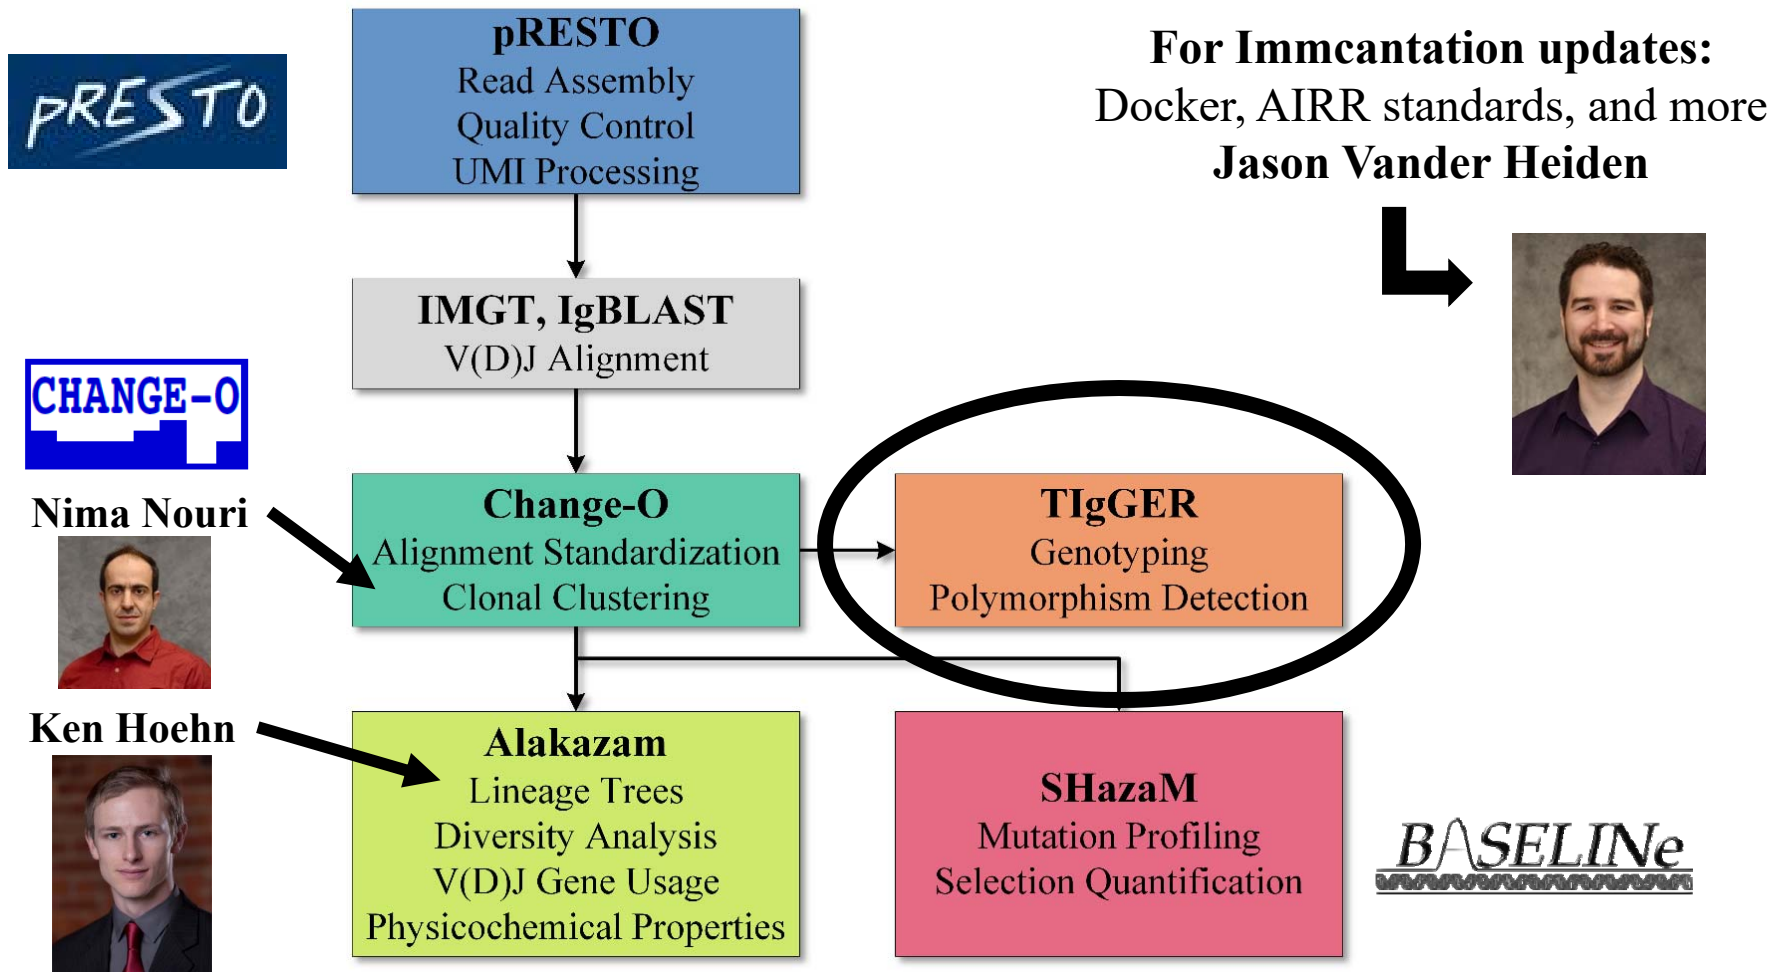 pRESTO
pRESTO
Read Assembly
Quality Control
UMI Processing
For Immcantation updates:
Docker, AIRR standards, and more
Jason Vander Heiden
IMGT, IgBLAST
V(D)J Alignment
CHANGE-O
Nima Nouri
Change-O
Alignment Standardization
Clonal Clustering
TIgGER
Genotyping
Polymorphism Detection
Ken Hoehn
Alakazam
Lineage Trees
Diversity Analysis
V(D)J Gene Usage
Physicochemical Properties
SHazaM
Mutation Profiling
Selection Quantification
BASELINe